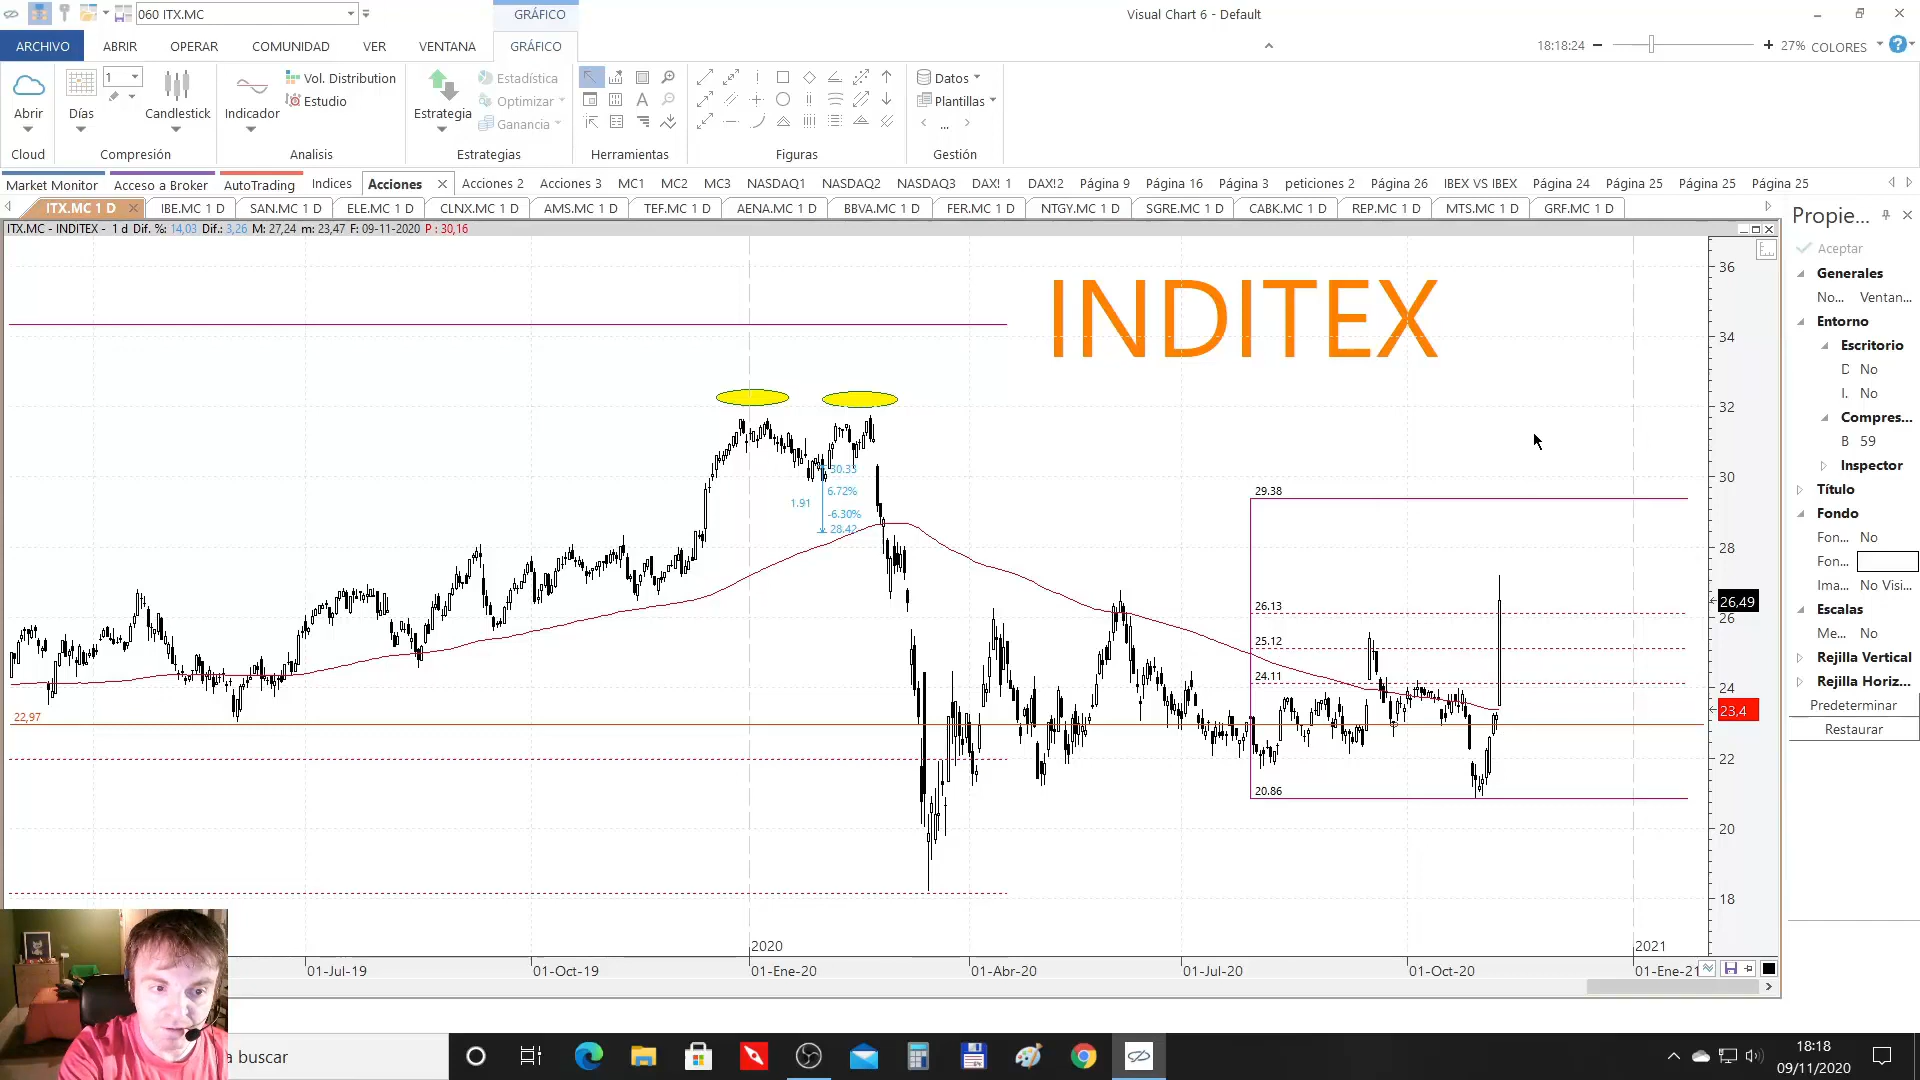 060 ITX.MC
GRÁFICO
Visual Chart 6 - Default
ARCHIVO ABRIR OPERAR COMUNIDAD VER VENTANA GRÁFICO
18:18:24 27% COLORES
Abrir
Cloud
1
Días
Candlestick
Compresión
Indicador
Vol. Distribution
Estudio
Analisis
Estrategia
Estadística
Optimizar
Ganancia
Estrategias
Herramientas
Figuras
Datos
Plantillas
...
Gestión
Market Monitor Acceso a Broker AutoTrading Indices Acciones Acciones 2 Acciones 3 MC1 MC2 MC3 NASDAQ1 NASDAQ2 NASDAQ3 DAX! 1 DAX!2 Página 9 Página 16 Página 3 peticiones 2 Página 26 IBEX VS IBEX Página 24 Página 25 Página 25 Página 25
ITX.MC 1 D IBE.MC 1 D SAN.MC 1 D ELE.MC 1 D CLNX.MC 1 D AMS.MC 1 D TEF.MC 1 D AENA.MC 1 D BBVA.MC 1 D FER.MC 1 D NTGY.MC 1 D SGRE.MC 1 D CABK.MC 1 D REP.MC 1 D MTS.MC 1 D GRF.MC 1 D
ITX.MC - INDITEX - 1 d Dif. %: 14,03 Dif.: 3,26 M: 27,24 m: 23,47 F: 09-11-2020 P : 30,16
INDITEX
36
34
32
30
28
26,49
26
24
23,4
22
20
18
30.33
6.72%
1.91
-6.30%
28.42
29.38
26.13
25.12
24.11
20.86
22,97
2020
2021
01-Jul-19 01-Oct-19 01-Ene-20 01-Abr-20 01-Jul-20 01-Oct-20 01-Ene-21
Propie...
Aceptar
Generales
No... Ventan...
Entorno
Escritorio
D No
I. No
Compres...
B 59
Inspector
Título
Fondo
Fon... No
Fon...
Ima... No Visi...
Escalas
Me... No
Rejilla Vertical
Rejilla Horiz...
Predeterminar
Restaurar
a buscar
18:18
09/11/2020